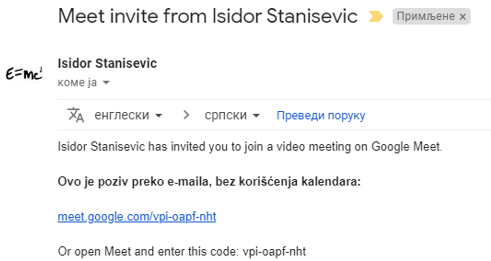 Meet invite from Isidor Stanisevic Примљене x
E=mc²
Isidor Stanisevic
коме ја
енглески > српски Преведи поруку
Isidor Stanisevic has invited you to join a video meeting on Google Meet.
Ovo je poziv preko e-maila, bez korišćenja kalendara:
meet.google.com/vpi-oapf-nht
Or open Meet and enter this code: vpi-oapf-nht